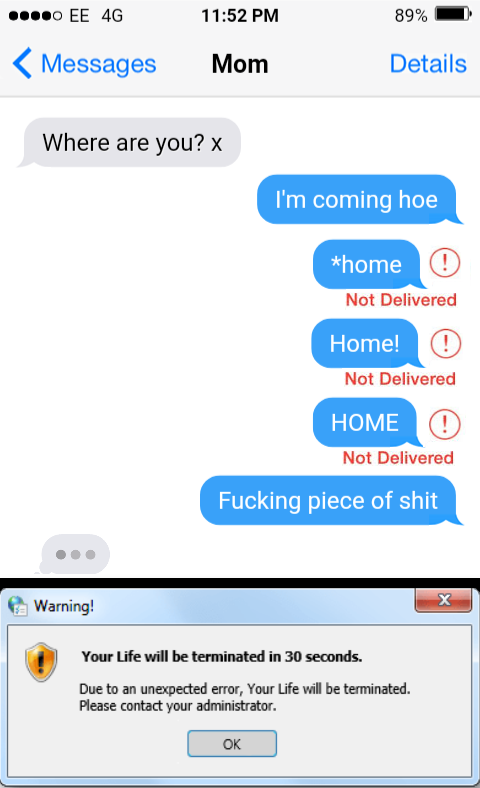 EE 4G 11:52 PM 89%
Messages Mom Details
Where are you? x
I'm coming hoe
*home
Not Delivered
Home!
Not Delivered
HOME
Not Delivered
Fucking piece of shit
Warning!
Your Life will be terminated in 30 seconds.
Due to an unexpected error, Your Life will be terminated.
Please contact your administrator.
OK